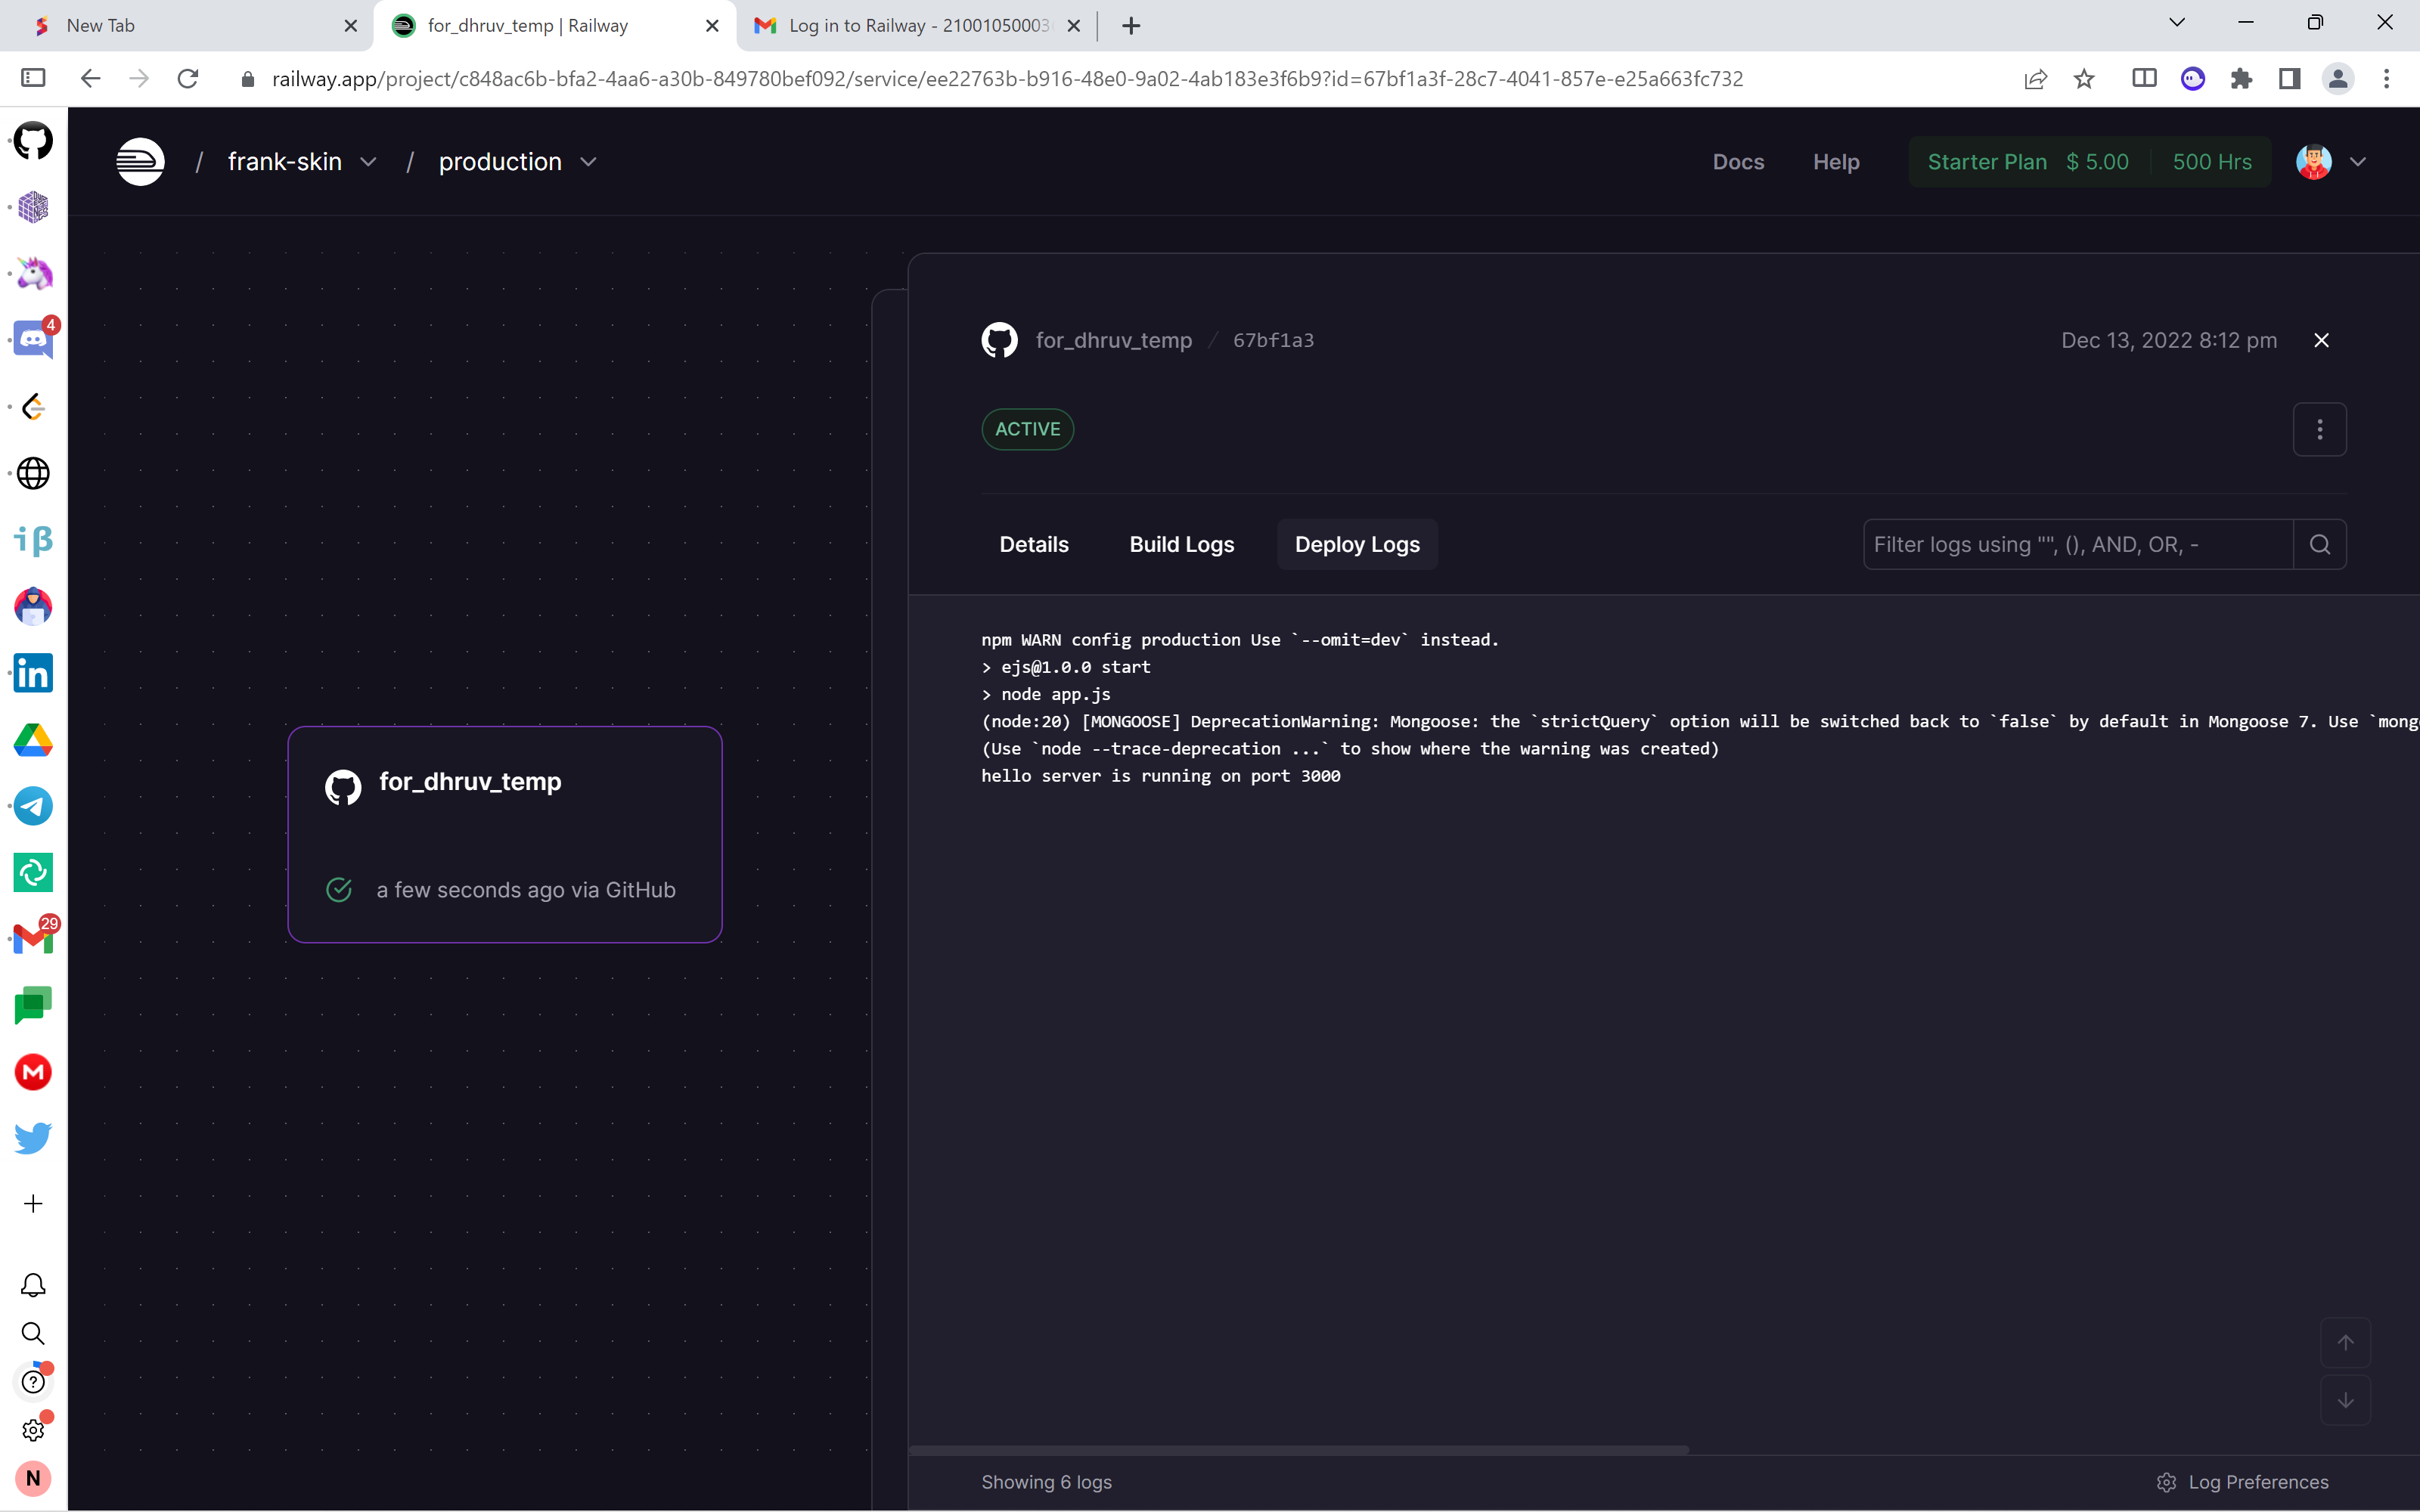 New Tab
for_dhruv_temp | Railway
Log in to Railway - 21001050003
railway.app/project/c848ac6b-bfa2-4aa6-a30b-849780bef092/service/ee22763b-b916-48e0-9a02-4ab183e3f6b9?id=67bf1a3f-28c7-4041-857e-e25a663fc732
/ frank-skin / production
Docs Help Starter Plan $ 5.00 500 Hrs
4
iβ
in
29
M
N
for_dhruv_temp
a few seconds ago via GitHub
for_dhruv_temp / 67bf1a3
Dec 13, 2022 8:12 pm
ACTIVE
Details Build Logs Deploy Logs
Filter logs using "", (), AND, OR, -
npm WARN config production Use `--omit=dev` instead.
> ejs@1.0.0 start
> node app.js
(node:20) [MONGOOSE] DeprecationWarning: Mongoose: the `strictQuery` option will be switched back to `false` by default in Mongoose 7. Use `mong
(Use `node --trace-deprecation ...` to show where the warning was created)
hello server is running on port 3000
Showing 6 logs
Log Preferences